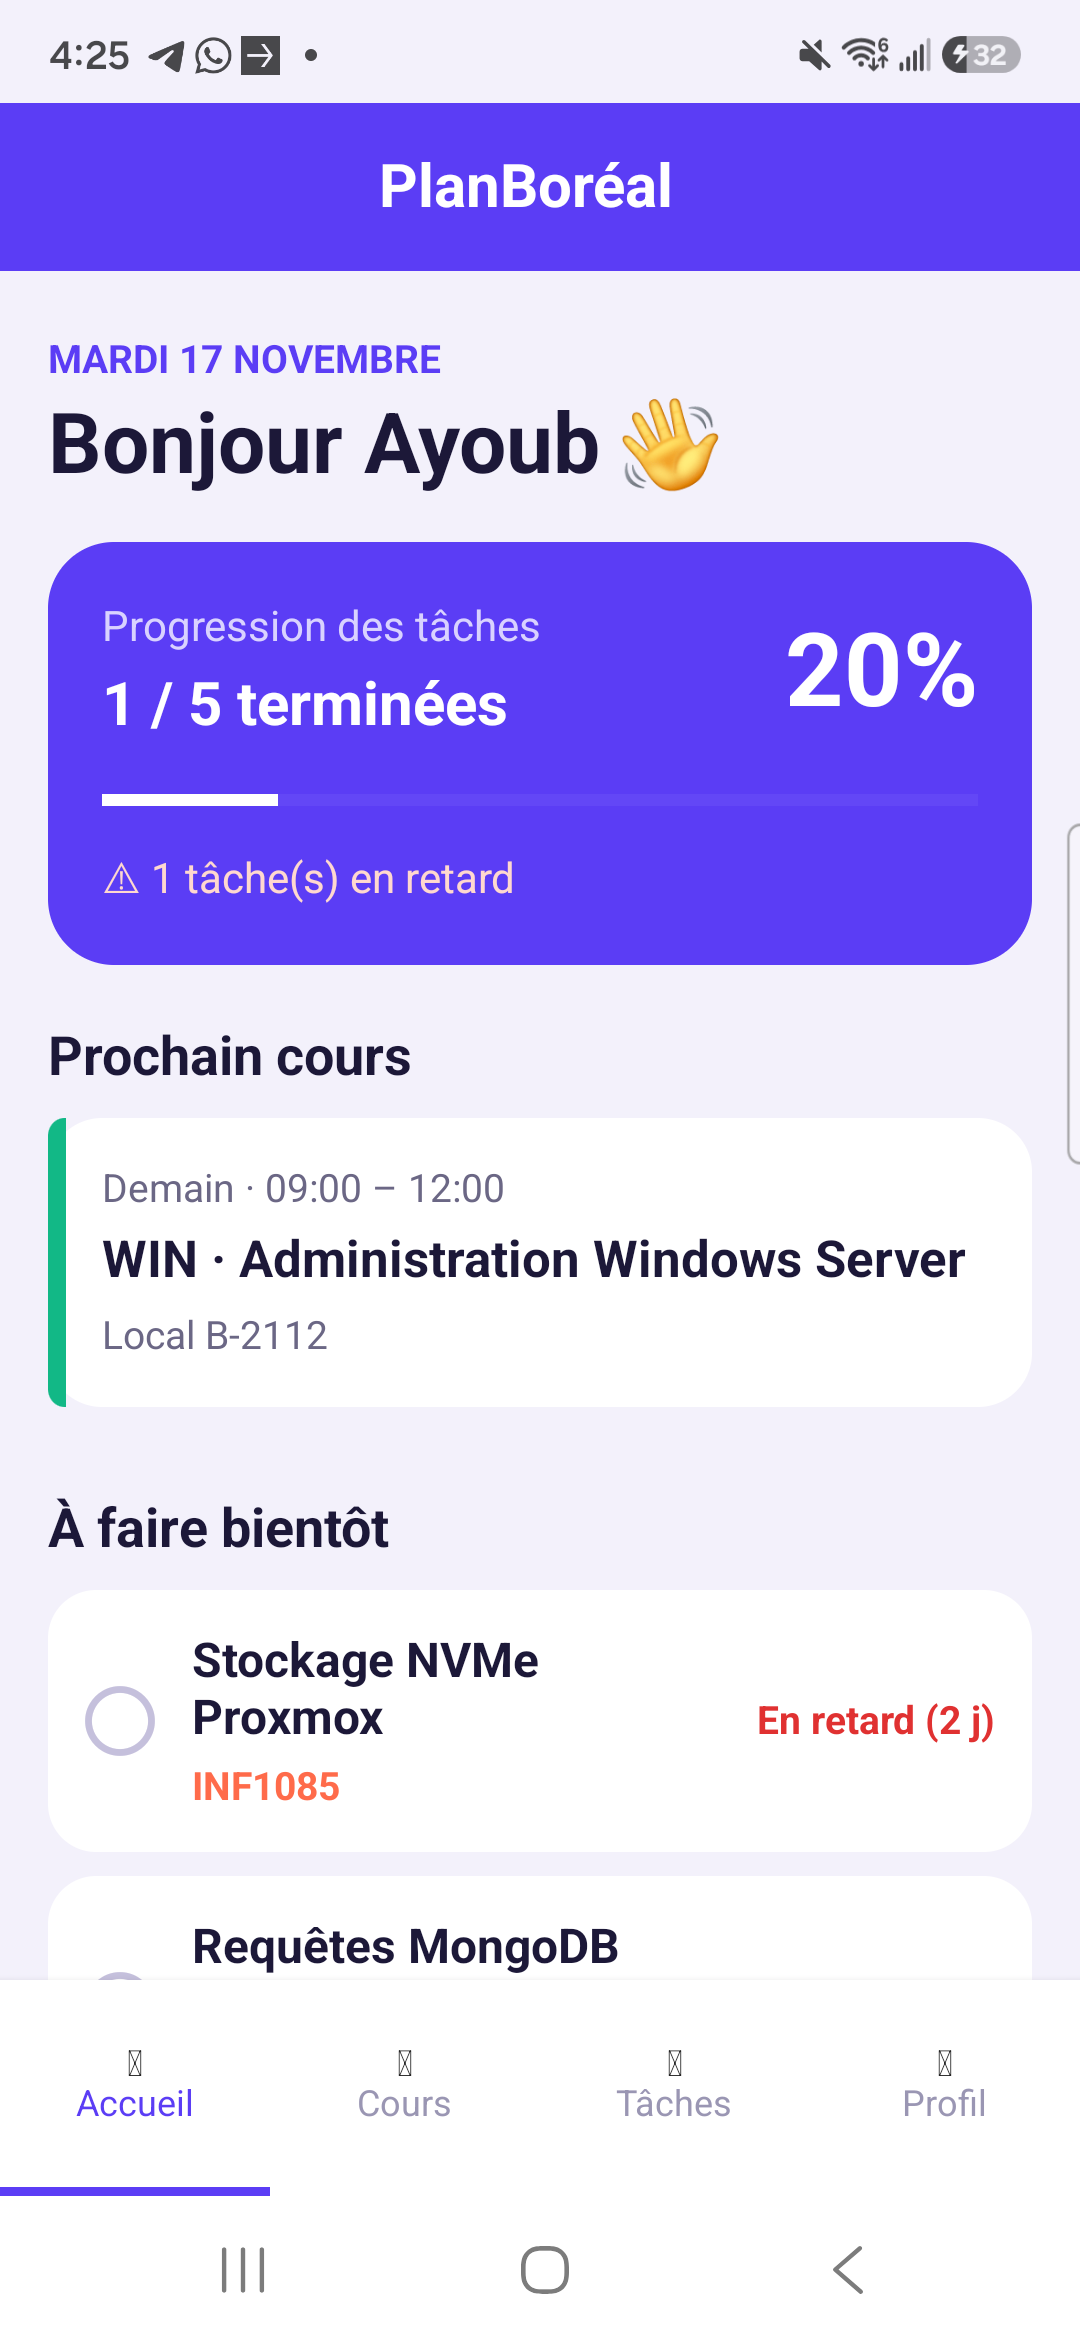 4:25
6
32
PlanBoréal
MARDI 17 NOVEMBRE
Bonjour Ayoub 👋
Progression des tâches
1 / 5 terminées
20%
⚠ 1 tâche(s) en retard
Prochain cours
Demain · 09:00 – 12:00
WIN · Administration Windows Server
Local B-2112
À faire bientôt
Stockage NVMe
Proxmox
En retard (2 j)
INF1085
Requêtes MongoDB
Accueil
Cours
Tâches
Profil